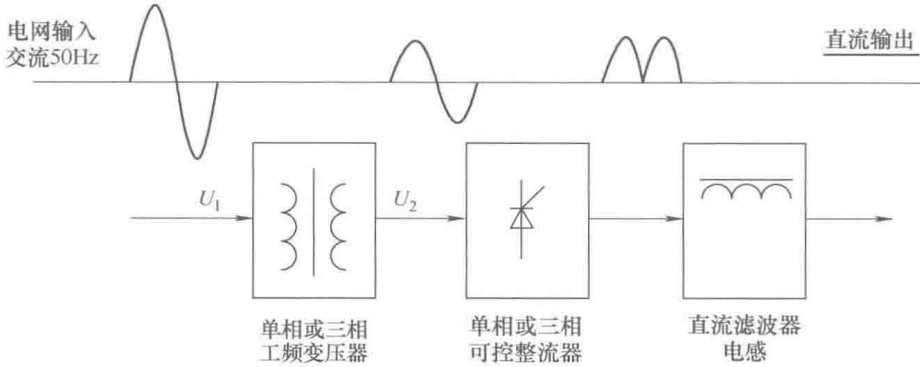 电网输入
交流50Hz
直流输出
U₁
U₂
单相或三相
工频变压器
单相或三相
可控整流器
直流滤波器
电感